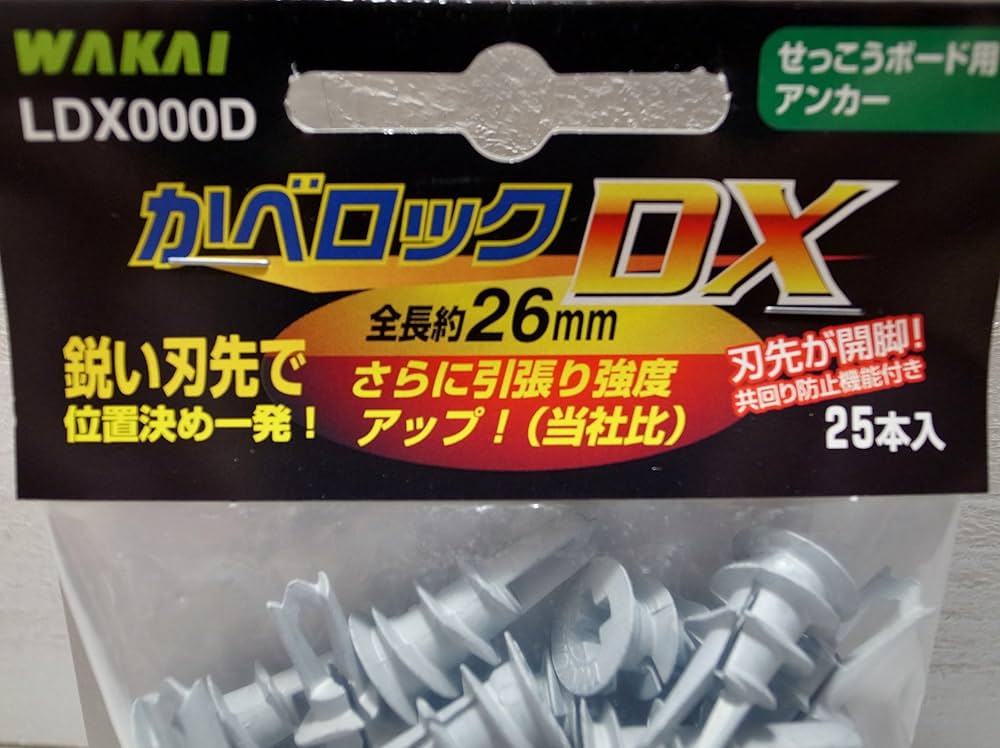 WAKAI
LDX000D
せっこうボード用
アンカー
かべロックDX
全長約26mm
鋭い刃先で
位置決め一発!
さらに引張り強度
アップ!(当社比)
刃先が開脚!
共回り防止機能付き
25本入